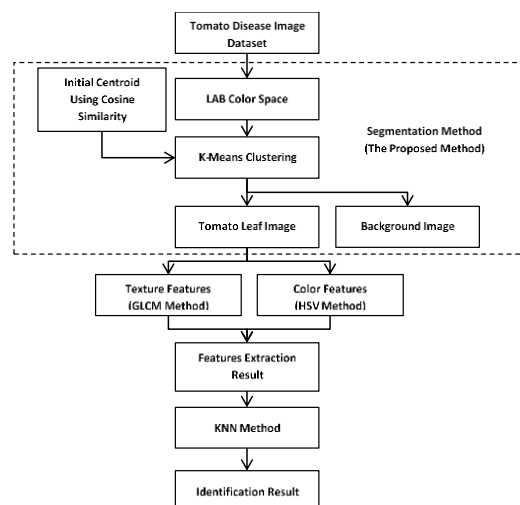 Tomato Disease Image
Dataset
Initial Centroid
Using Cosine
Similarity
LAB Color Space
Segmentation Method
(The Proposed Method)
K-Means Clustering
Tomato Leaf Image
Background Image
Texture Features
(GLCM Method)
Color Features
(HSV Method)
Features Extraction
Result
KNN Method
Identification Result